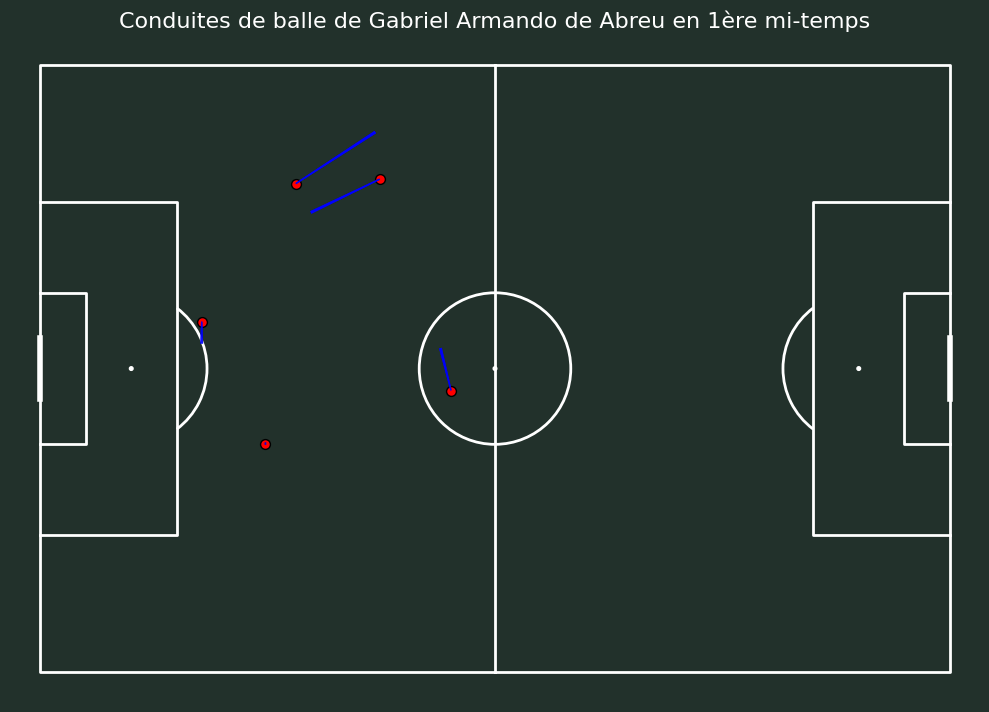 Conduites de balle de Gabriel Armando de Abreu en 1ère mi-temps